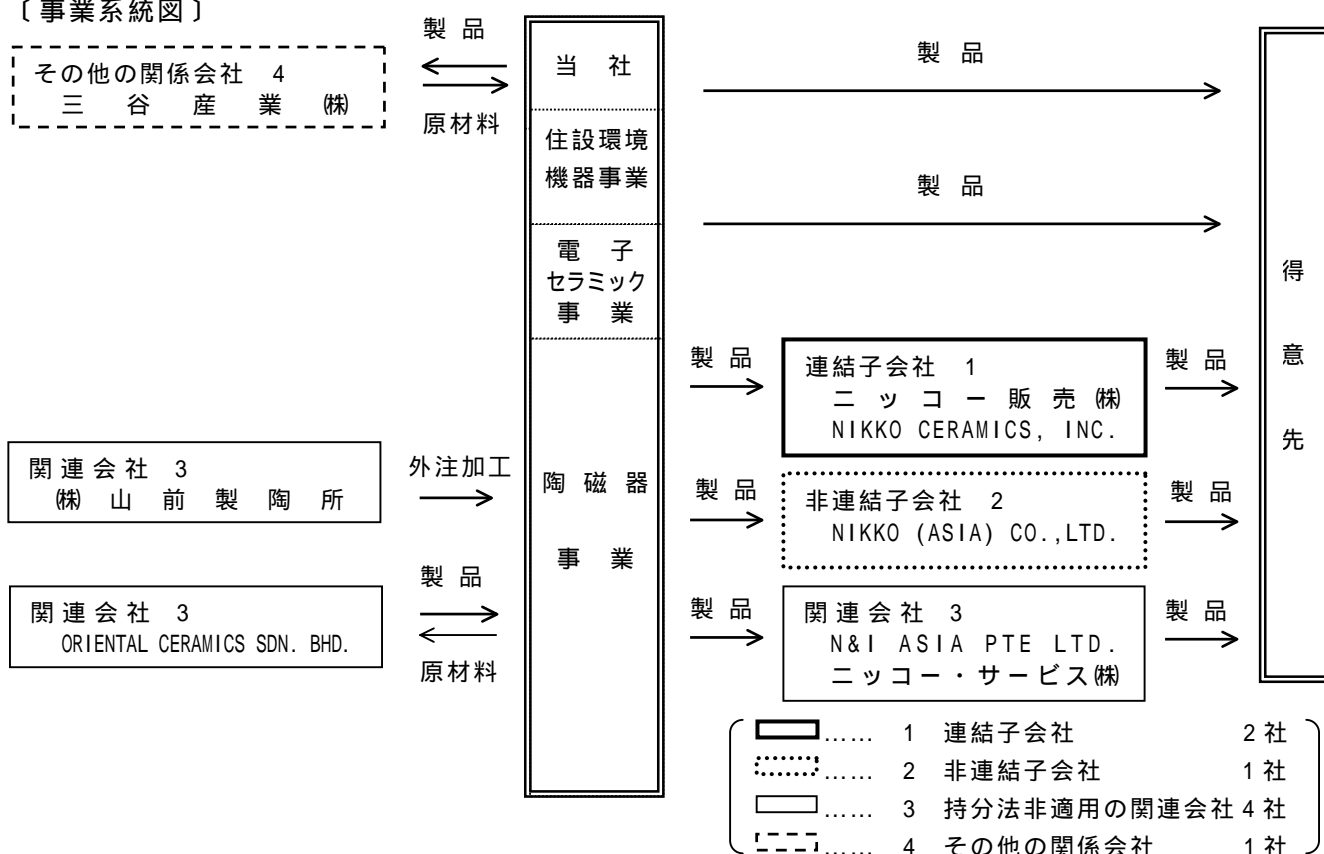 〔事業系統図〕
その他の関係会社 4
三谷産業㈱
製品
原材料
当社
住設環境
機器事業
電子
セラミック
事業
陶磁器
事業
製品
製品
関連会社 3
㈱山前製陶所
外注加工
関連会社 3
ORIENTAL CERAMICS SDN. BHD.
製品
原材料
製品
連結子会社 1
ニッコー販売㈱
NIKKO CERAMICS, INC.
製品
製品
非連結子会社 2
NIKKO (ASIA) CO.,LTD.
製品
製品
関連会社 3
N&I ASIA PTE LTD.
ニッコー・サービス㈱
製品
得意先
…… 1 連結子会社 2社
…… 2 非連結子会社 1社
…… 3 持分法非適用の関連会社 4社
…… 4 その他の関係会社 1社